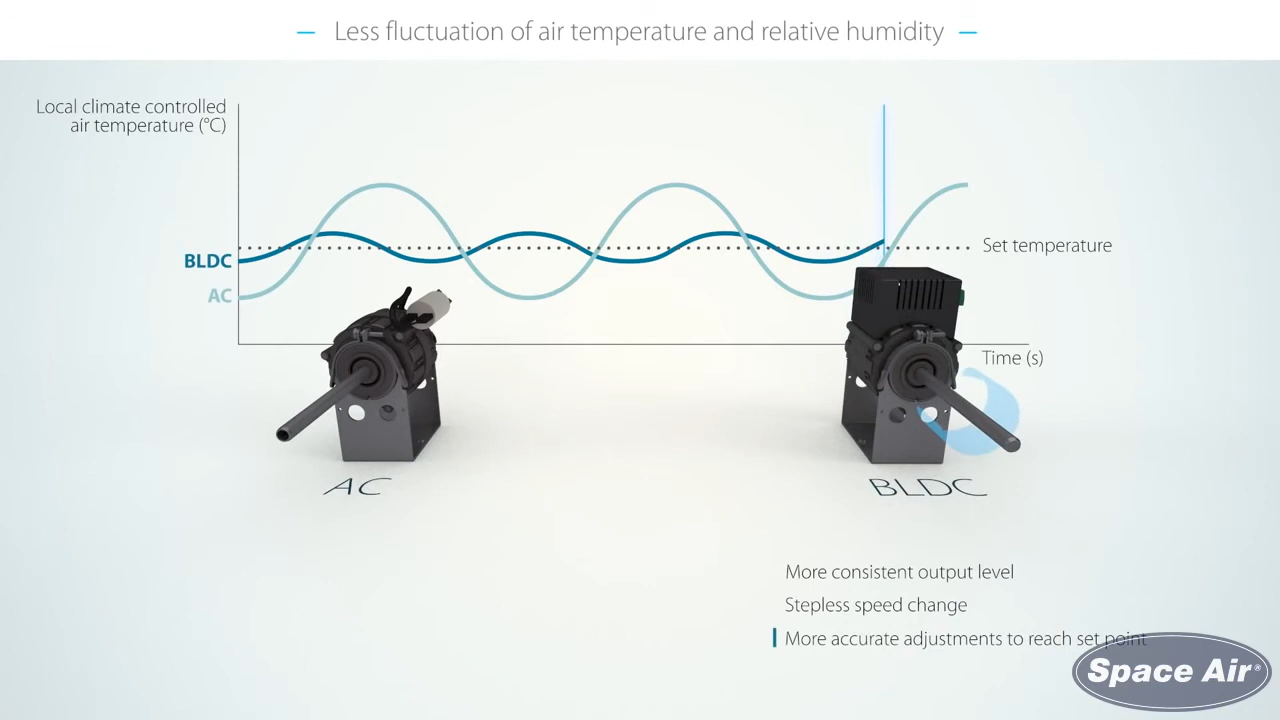 Less fluctuation of air temperature and relative humidity
Local climate controlled
air temperature (°C)
Set temperature
BLDC
AC
Time (s)
AC
BLDC
More consistent output level
Stepless speed change
More accurate adjustments to reach set point
Space Air®